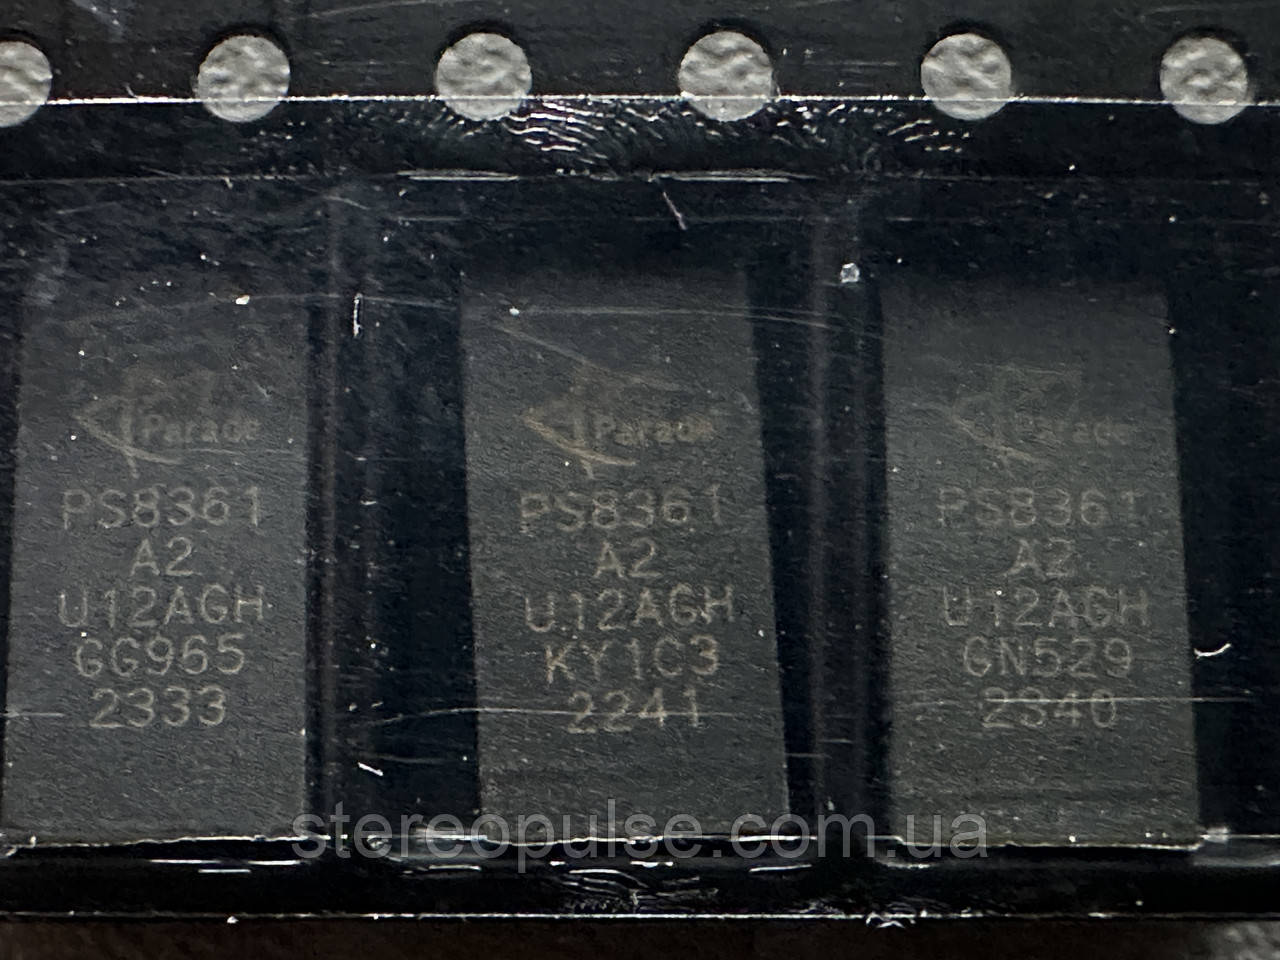 Parade
PS8361
A2
U12AGH
GG965
2333
Parade
PS8361
A2
U12AGH
KY1C3
2241
Parade
PS8361
A2
U12AGH
GN529
2340
stereopulse.com.ua